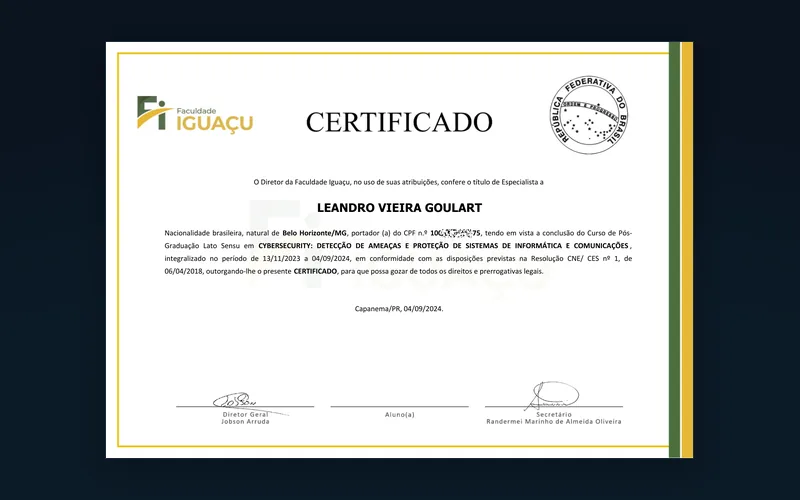 Fi Faculdade
IGUAÇU
CERTIFICADO
REPÚBLICA FEDERATIVA DO BRASIL
ORDEM E PROGRESSO
O Diretor da Faculdade Iguaçu, no uso de suas atribuições, confere o título de Especialista a
LEANDRO VIEIRA GOULART
Nacionalidade brasileira, natural de Belo Horizonte/MG, portador (a) do CPF n.º 10 75, tendo em vista a conclusão do Curso de Pós-
Graduação Lato Sensu em CYBERSECURITY: DETECÇÃO DE AMEAÇAS E PROTEÇÃO DE SISTEMAS DE INFORMÁTICA E COMUNICAÇÕES,
integralizado no período de 13/11/2023 a 04/09/2024, em conformidade com as disposições previstas na Resolução CNE/ CES nº 1, de
06/04/2018, outorgando-lhe o presente CERTIFICADO, para que possa gozar de todos os direitos e prerrogativas legais.
Capanema/PR, 04/09/2024.
Diretor Geral
Jobson Arruda
Aluno(a)
Secretário
Randermei Marinho de Almeida Oliveira